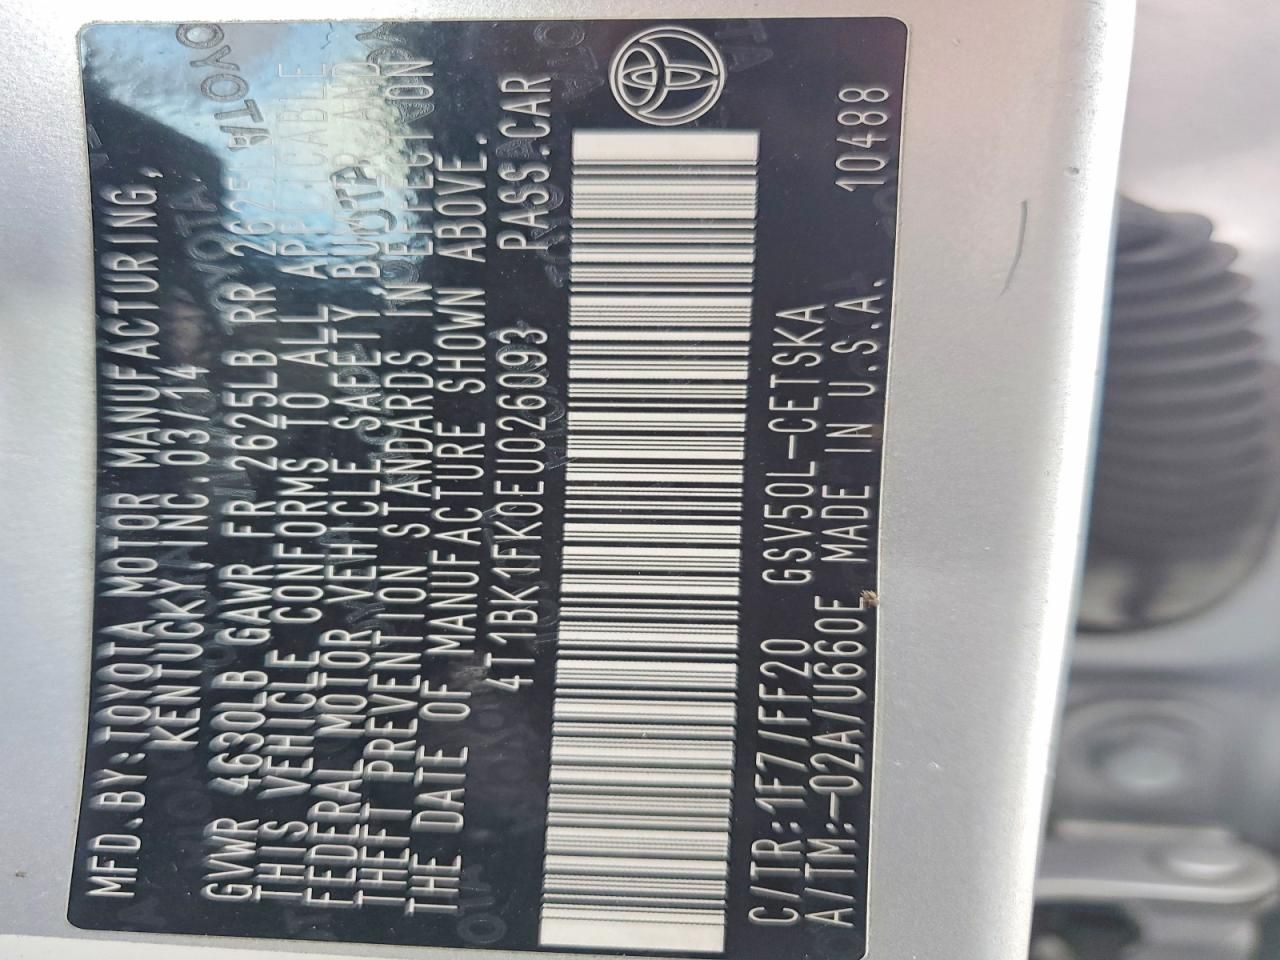 MFD.BY:TOYOTA MOTOR MANUFACTURING,
KENTUCKY,INC. 03/14
GVWR 4630LB GAWR FR 2625LB RR 2625
THIS VEHICLE CONFORMS TO ALL APPLICABLE
FEDERAL MOTOR VEHICLE SAFETY BUMPER AND
THEFT PREVENTION STANDARDS IN EFFECT ON
THE DATE OF MANUFACTURE SHOWN ABOVE.
4T1BK1FK0EU026093 PASS.CAR
C/TR:1F7/FF20 GSV50L-CETSKA
A/TM:-02A/U660E MADE IN U.S.A. 10488